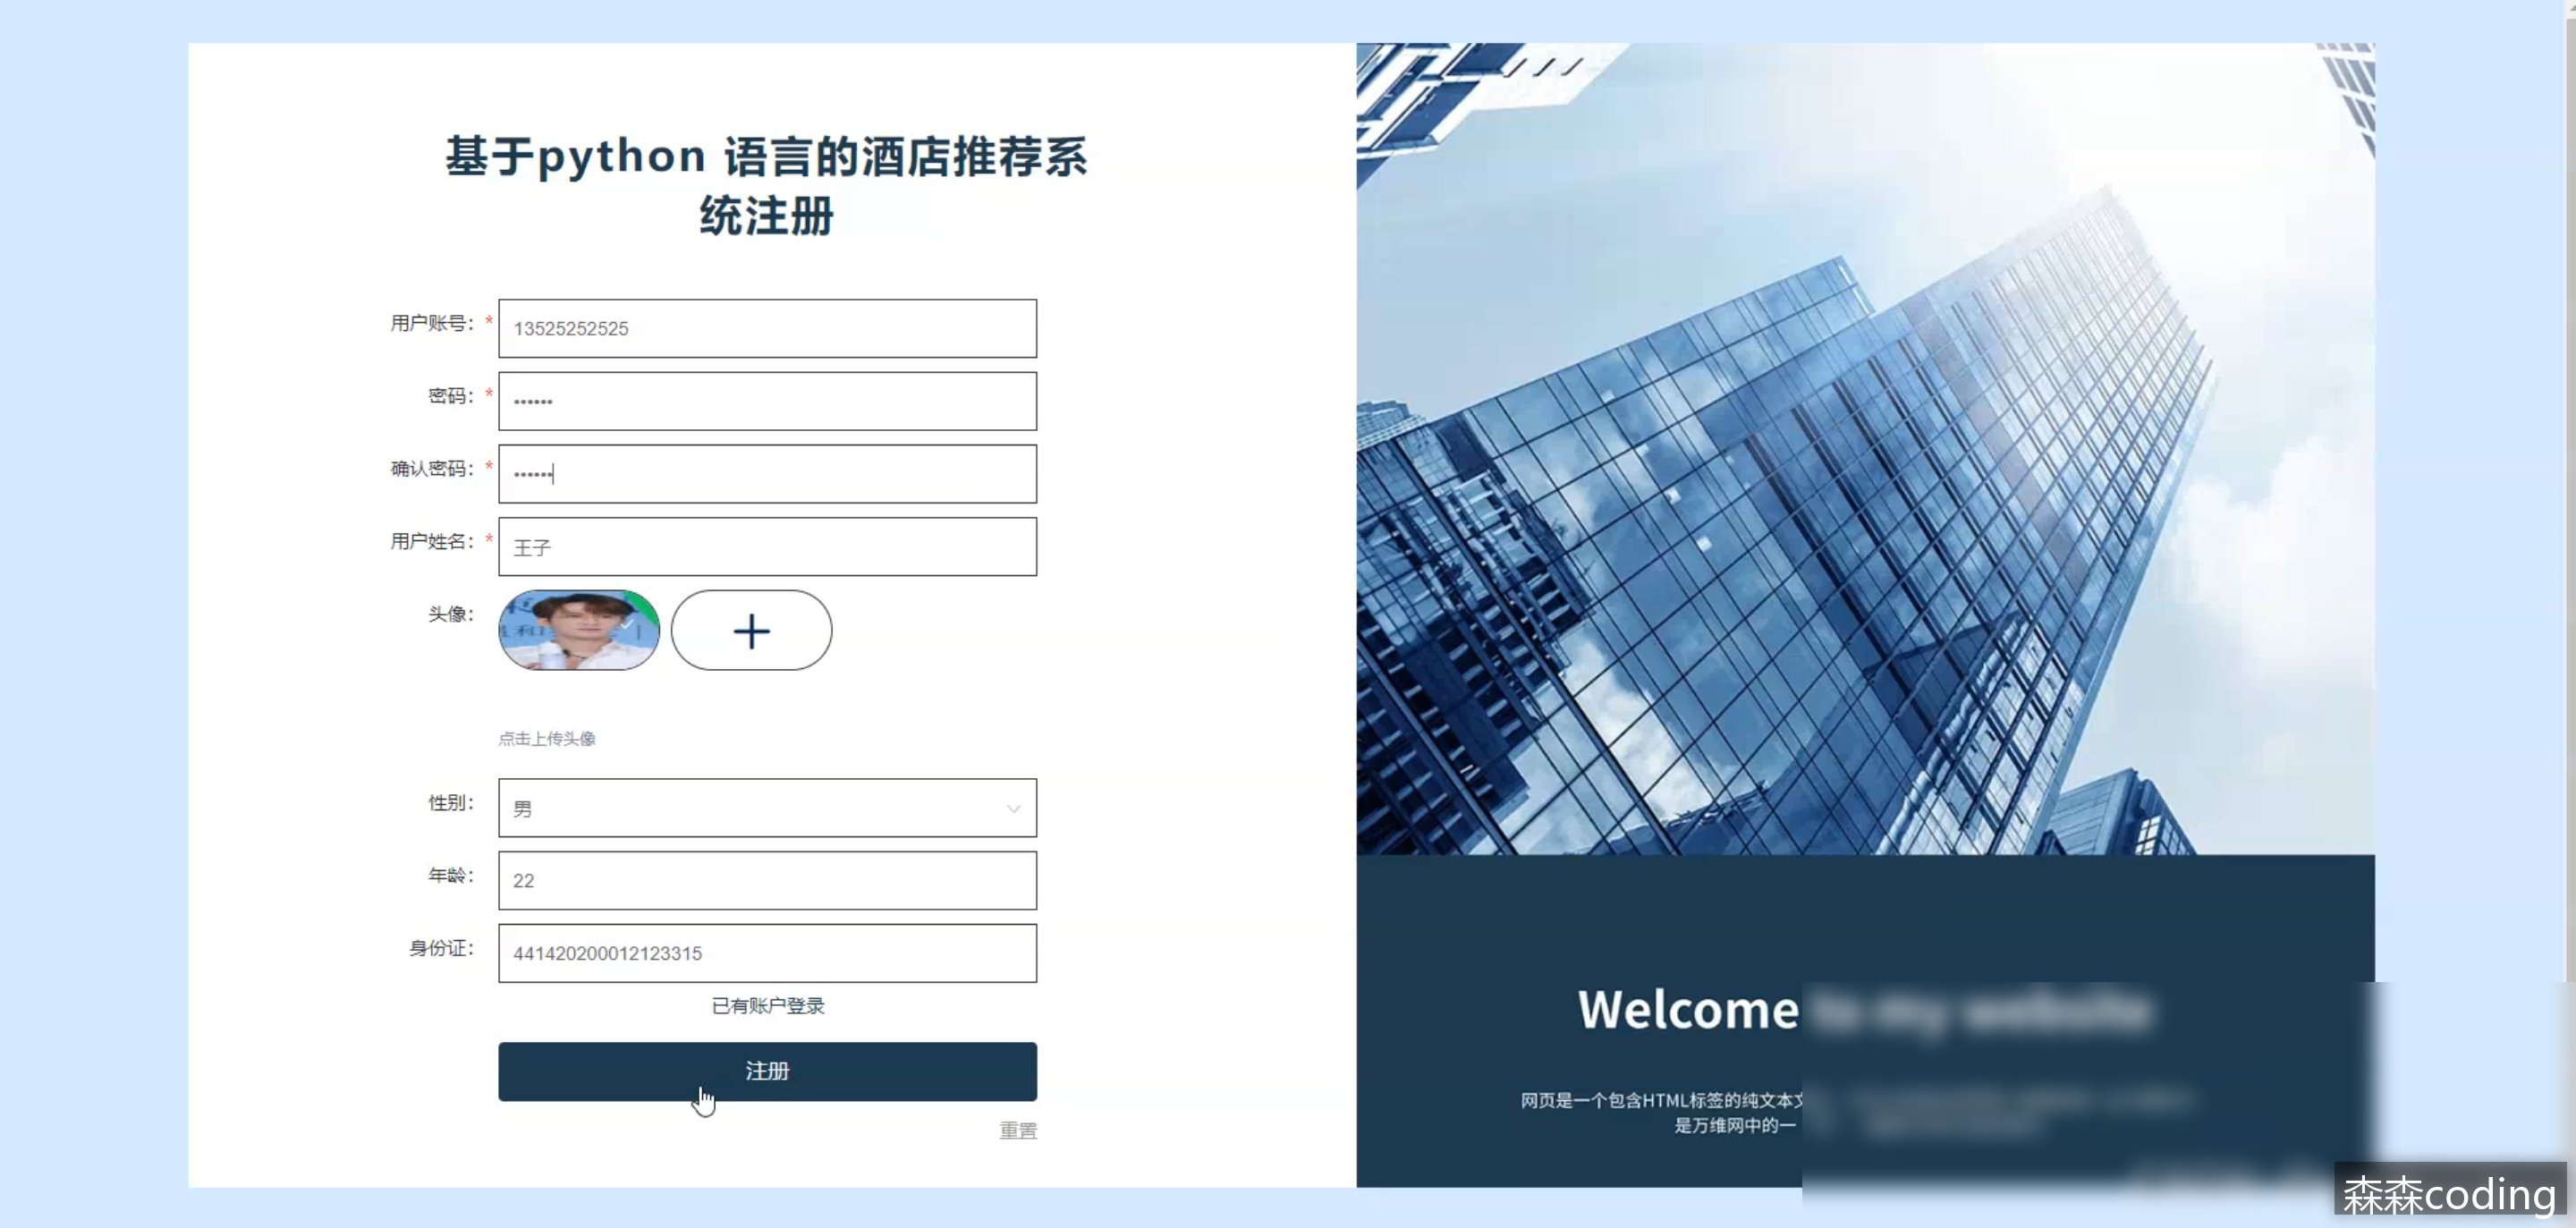 基于python 语言的酒店推荐系
统注册
用户账号：*
13525252525
密码：*
••••••
确认密码：*
••••••
用户姓名：*
王子
头像：
点击上传头像
性别：
男
年龄：
22
身份证：
441420200012123315
已有账户登录
注册
重置
Welcome to my website
网页是一个包含HTML标签的纯文本文
是万维网中的一
森森coding